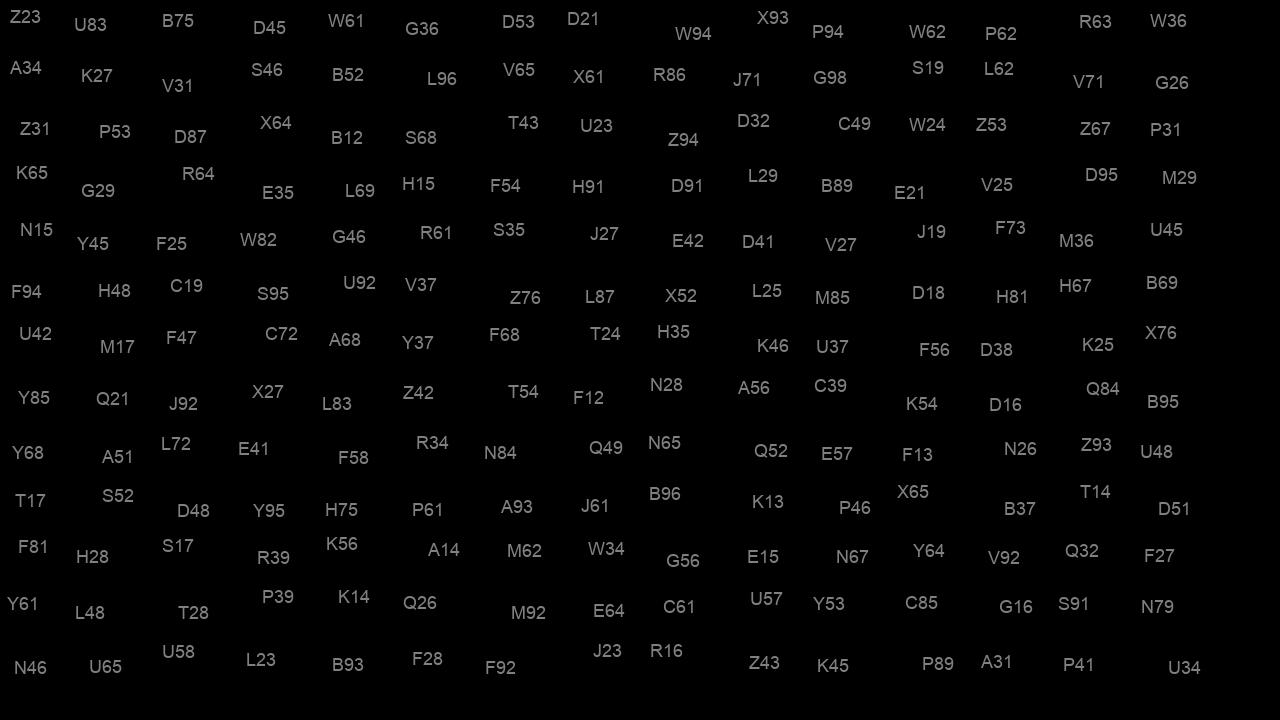 Z23 U83 B75 D45 W61 G36 D53 D21 W94 X93 P94 W62 P62 R63 W36
A34 K27 V31 S46 B52 L96 V65 X61 R86 J71 G98 S19 L62 V71 G26
Z31 P53 D87 X64 B12 S68 T43 U23 Z94 D32 C49 W24 Z53 Z67 P31
K65 G29 R64 E35 L69 H15 F54 H91 D91 L29 B89 E21 V25 D95 M29
N15 Y45 F25 W82 G46 R61 S35 J27 E42 D41 V27 J19 F73 M36 U45
F94 H48 C19 S95 U92 V37 Z76 L87 X52 L25 M85 D18 H81 H67 B69
U42 M17 F47 C72 A68 Y37 F68 T24 H35 K46 U37 F56 D38 K25 X76
Y85 Q21 J92 X27 L83 Z42 T54 F12 N28 A56 C39 K54 D16 Q84 B95
Y68 A51 L72 E41 F58 R34 N84 Q49 N65 Q52 E57 F13 N26 Z93 U48
T17 S52 D48 Y95 H75 P61 A93 J61 B96 K13 P46 X65 B37 T14 D51
F81 H28 S17 R39 K56 A14 M62 W34 G56 E15 N67 Y64 V92 Q32 F27
Y61 L48 T28 P39 K14 Q26 M92 E64 C61 U57 Y53 C85 G16 S91 N79
N46 U65 U58 L23 B93 F28 F92 J23 R16 Z43 K45 P89 A31 P41 U34